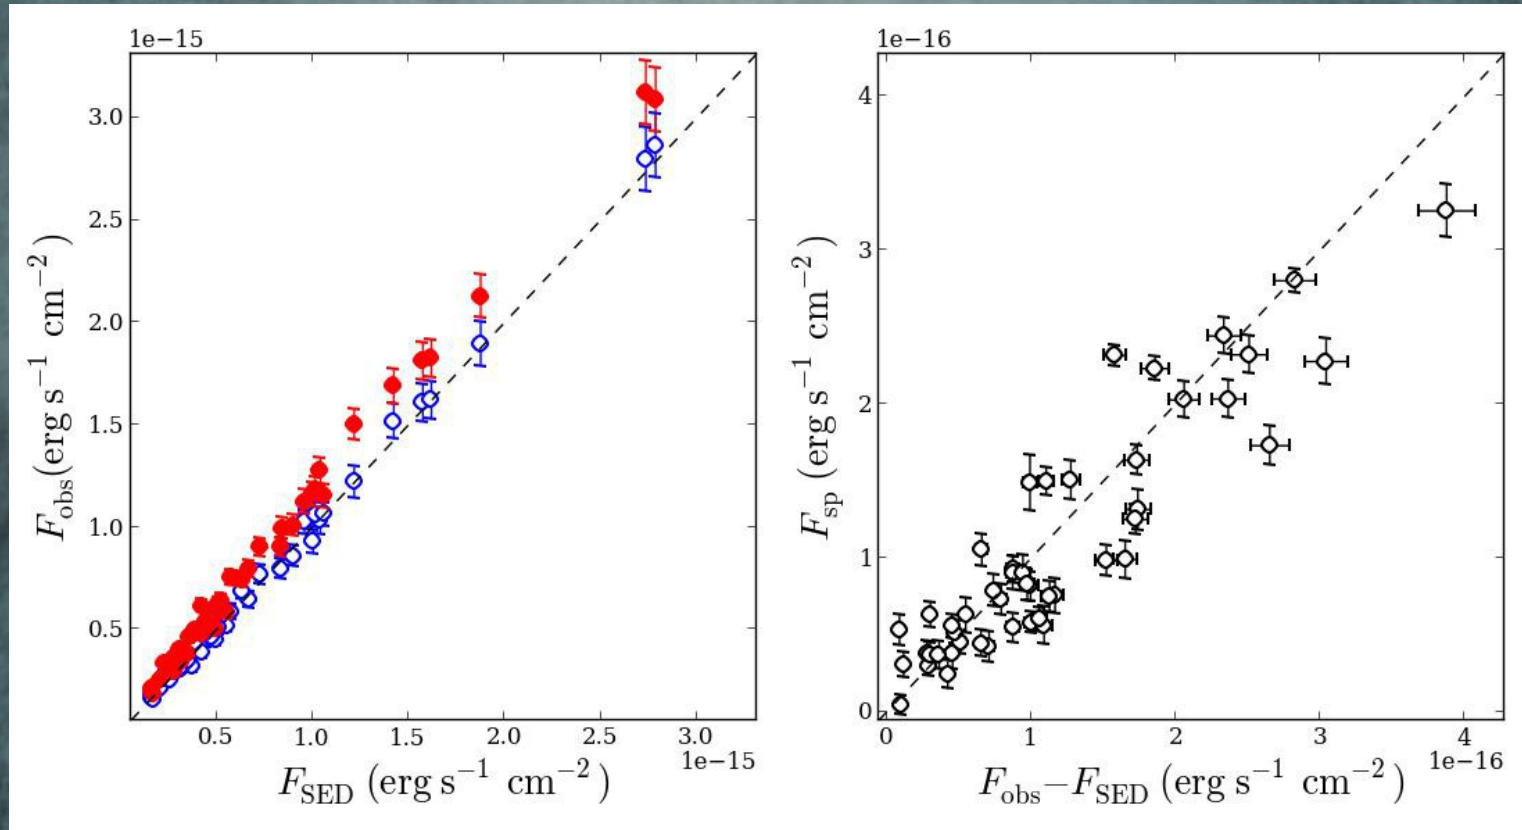 1e−15
3.0
2.5
2.0
1.5
1.0
0.5
F_obs (erg s⁻¹ cm⁻²)
0.5 1.0 1.5 2.0 2.5 3.0
1e−15
F_SED (erg s⁻¹ cm⁻²)
1e−16
4
3
2
1
0
F_sp (erg s⁻¹ cm⁻²)
0 1 2 3 4
1e−16
F_obs−F_SED (erg s⁻¹ cm⁻²)